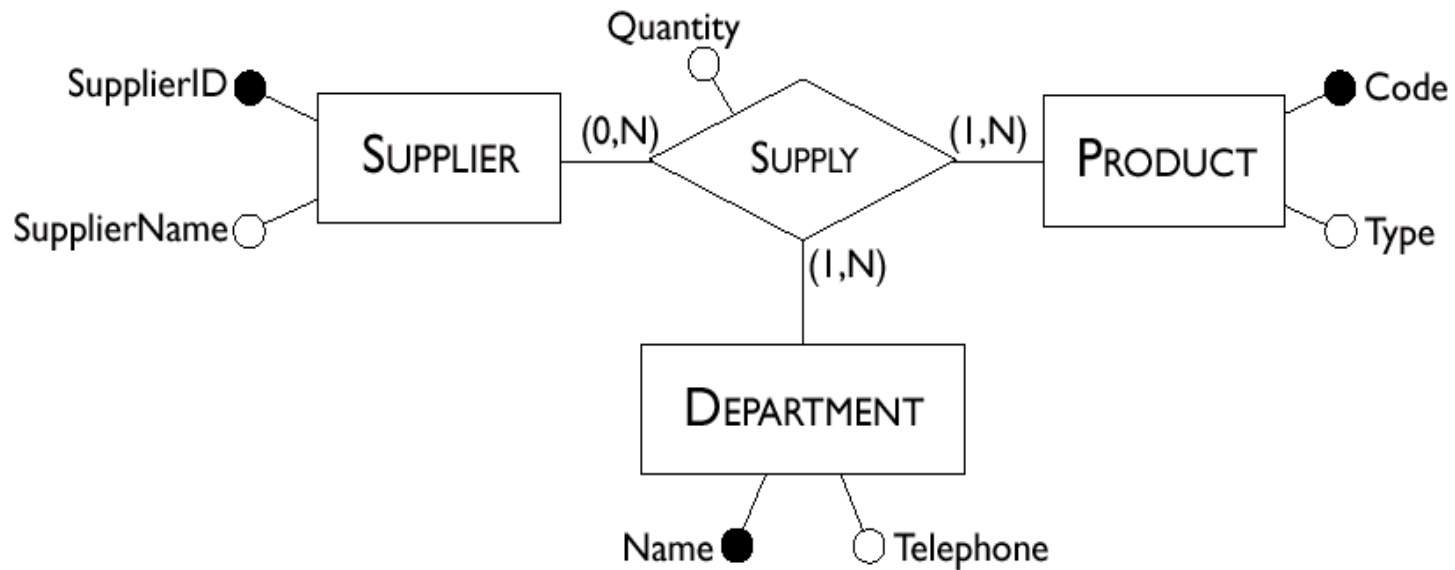 Quantity
SupplierID
Code
(0,N)
(1,N)
SUPPLIER
SUPPLY
PRODUCT
SupplierName
Type
(1,N)
DEPARTMENT
Name
Telephone